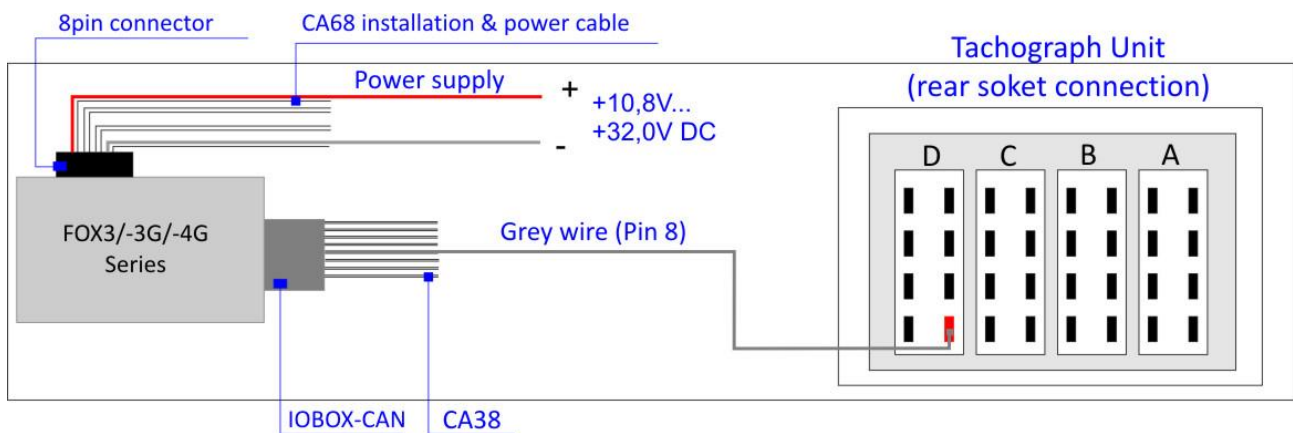 8pin connector
CA68 installation & power cable
Tachograph Unit
(rear soket connection)
Power supply
+
+10,8V...
+32,0V DC
-
D C B A
FOX3/-3G/-4G
Series
Grey wire (Pin 8)
IOBOX-CAN
CA38